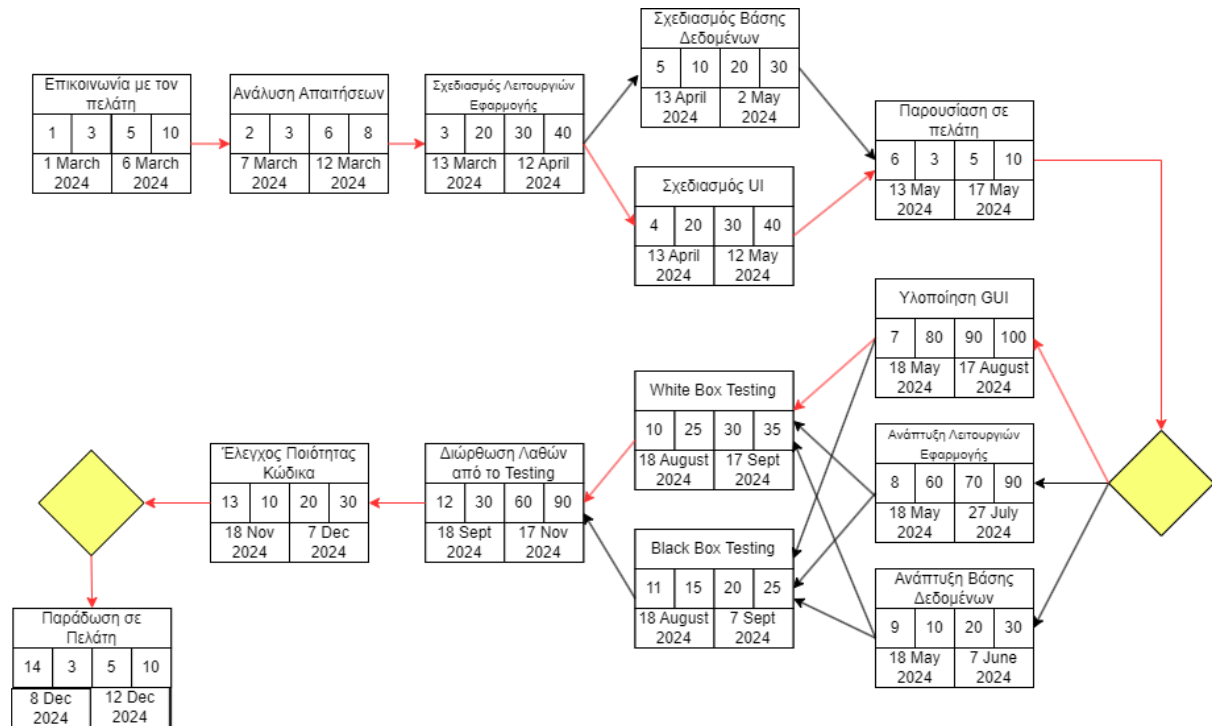 Επικοινωνία με τον
πελάτη
1 3 5 10
1 March
2024
6 March
2024
Ανάλυση Απαιτήσεων
2 3 6 8
7 March
2024
12 March
2024
Σχεδιασμός Λειτουργιών
Εφαρμογής
3 20 30 40
13 March
2024
12 April
2024
Σχεδιασμός Βάσης
Δεδομένων
5 10 20 30
13 April
2024
2 May
2024
Σχεδιασμός UI
4 20 30 40
13 April
2024
12 May
2024
Παρουσίαση σε
πελάτη
6 3 5 10
13 May
2024
17 May
2024
Υλοποίηση GUI
7 80 90 100
18 May
2024
17 August
2024
Ανάπτυξη Λειτουργιών
Εφαρμογής
8 60 70 90
18 May
2024
27 July
2024
Ανάπτυξη Βάσης
Δεδομένων
9 10 20 30
18 May
2024
7 June
2024
White Box Testing
10 25 30 35
18 August
2024
17 Sept
2024
Black Box Testing
11 15 20 25
18 August
2024
7 Sept
2024
Διώρθωση Λαθών
από το Testing
12 30 60 90
18 Sept
2024
17 Nov
2024
Έλεγχος Ποιότητας
Κώδικα
13 10 20 30
18 Nov
2024
7 Dec
2024
Παράδωση σε
Πελάτη
14 3 5 10
8 Dec
2024
12 Dec
2024